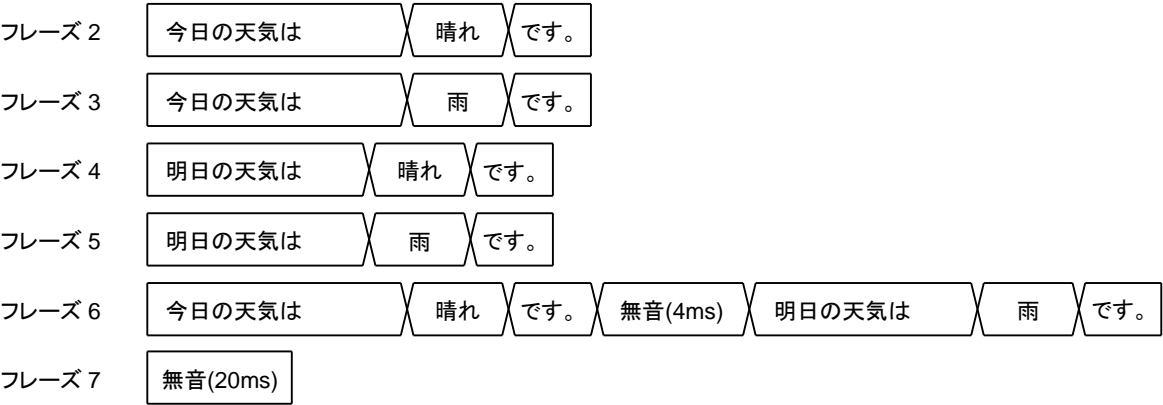 フレーズ 2 今日の天気は 晴れ です。
フレーズ 3 今日の天気は 雨 です。
フレーズ 4 明日の天気は 晴れ です。
フレーズ 5 明日の天気は 雨 です。
フレーズ 6 今日の天気は 晴れ です。 無音(4ms) 明日の天気は 雨 です。
フレーズ 7 無音(20ms)